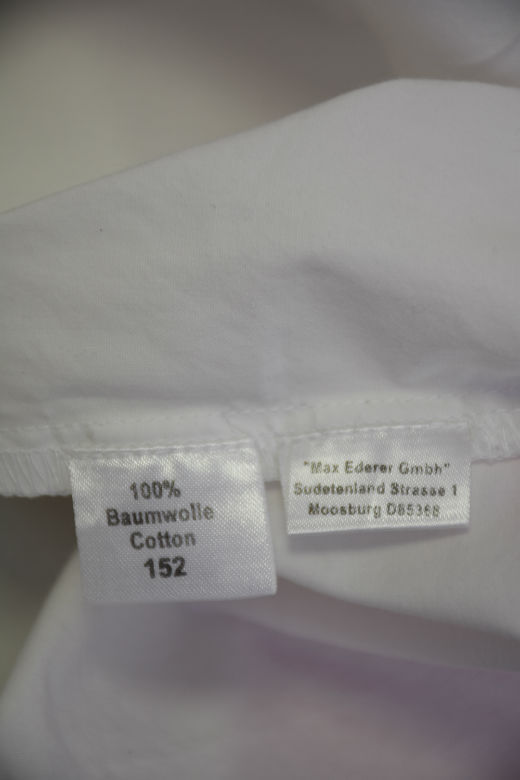 100%
Baumwolle
Cotton
152
"Max Ederer Gmbh"
Sudetenland Strasse 1
Moosburg D85368